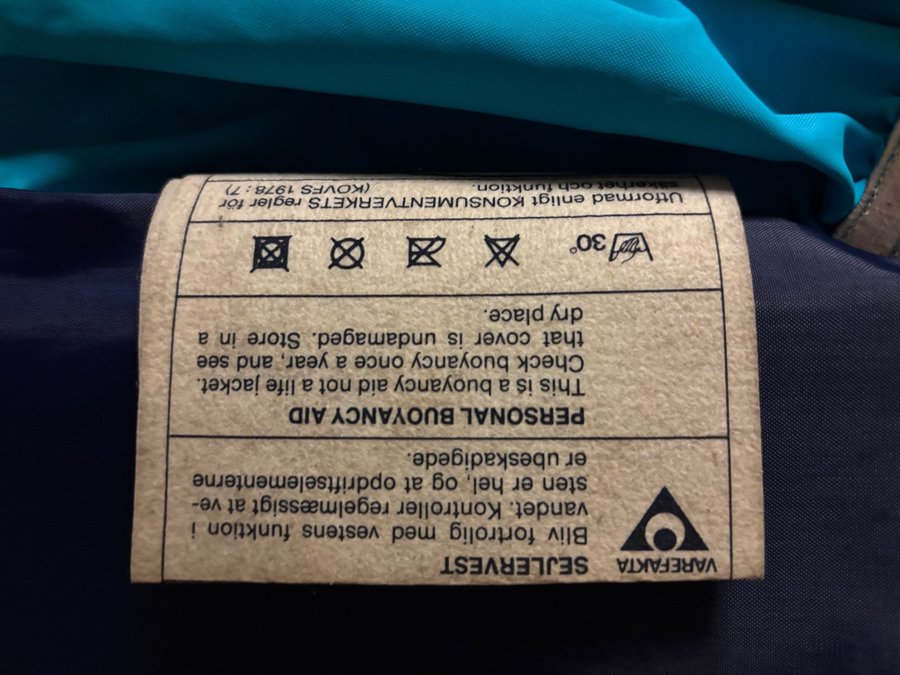 VAREFAKTA
SEJLERVEST
Bliv fortrolig med vestens funktion i
vandet. Kontroller regelmæssigt at ve-
sten er hel, og at opdriftselementerne
er ubeskadigede.
PERSONAL BUOYANCY AID
This is a buoyancy aid not a life jacket.
Check buoyancy once a year, and see
that cover is undamaged. Store in a
dry place.
30°
Utformad enligt KONSUMENTVERKETS regler för
säkerhet och funktion. (KOVFS 1978:7)